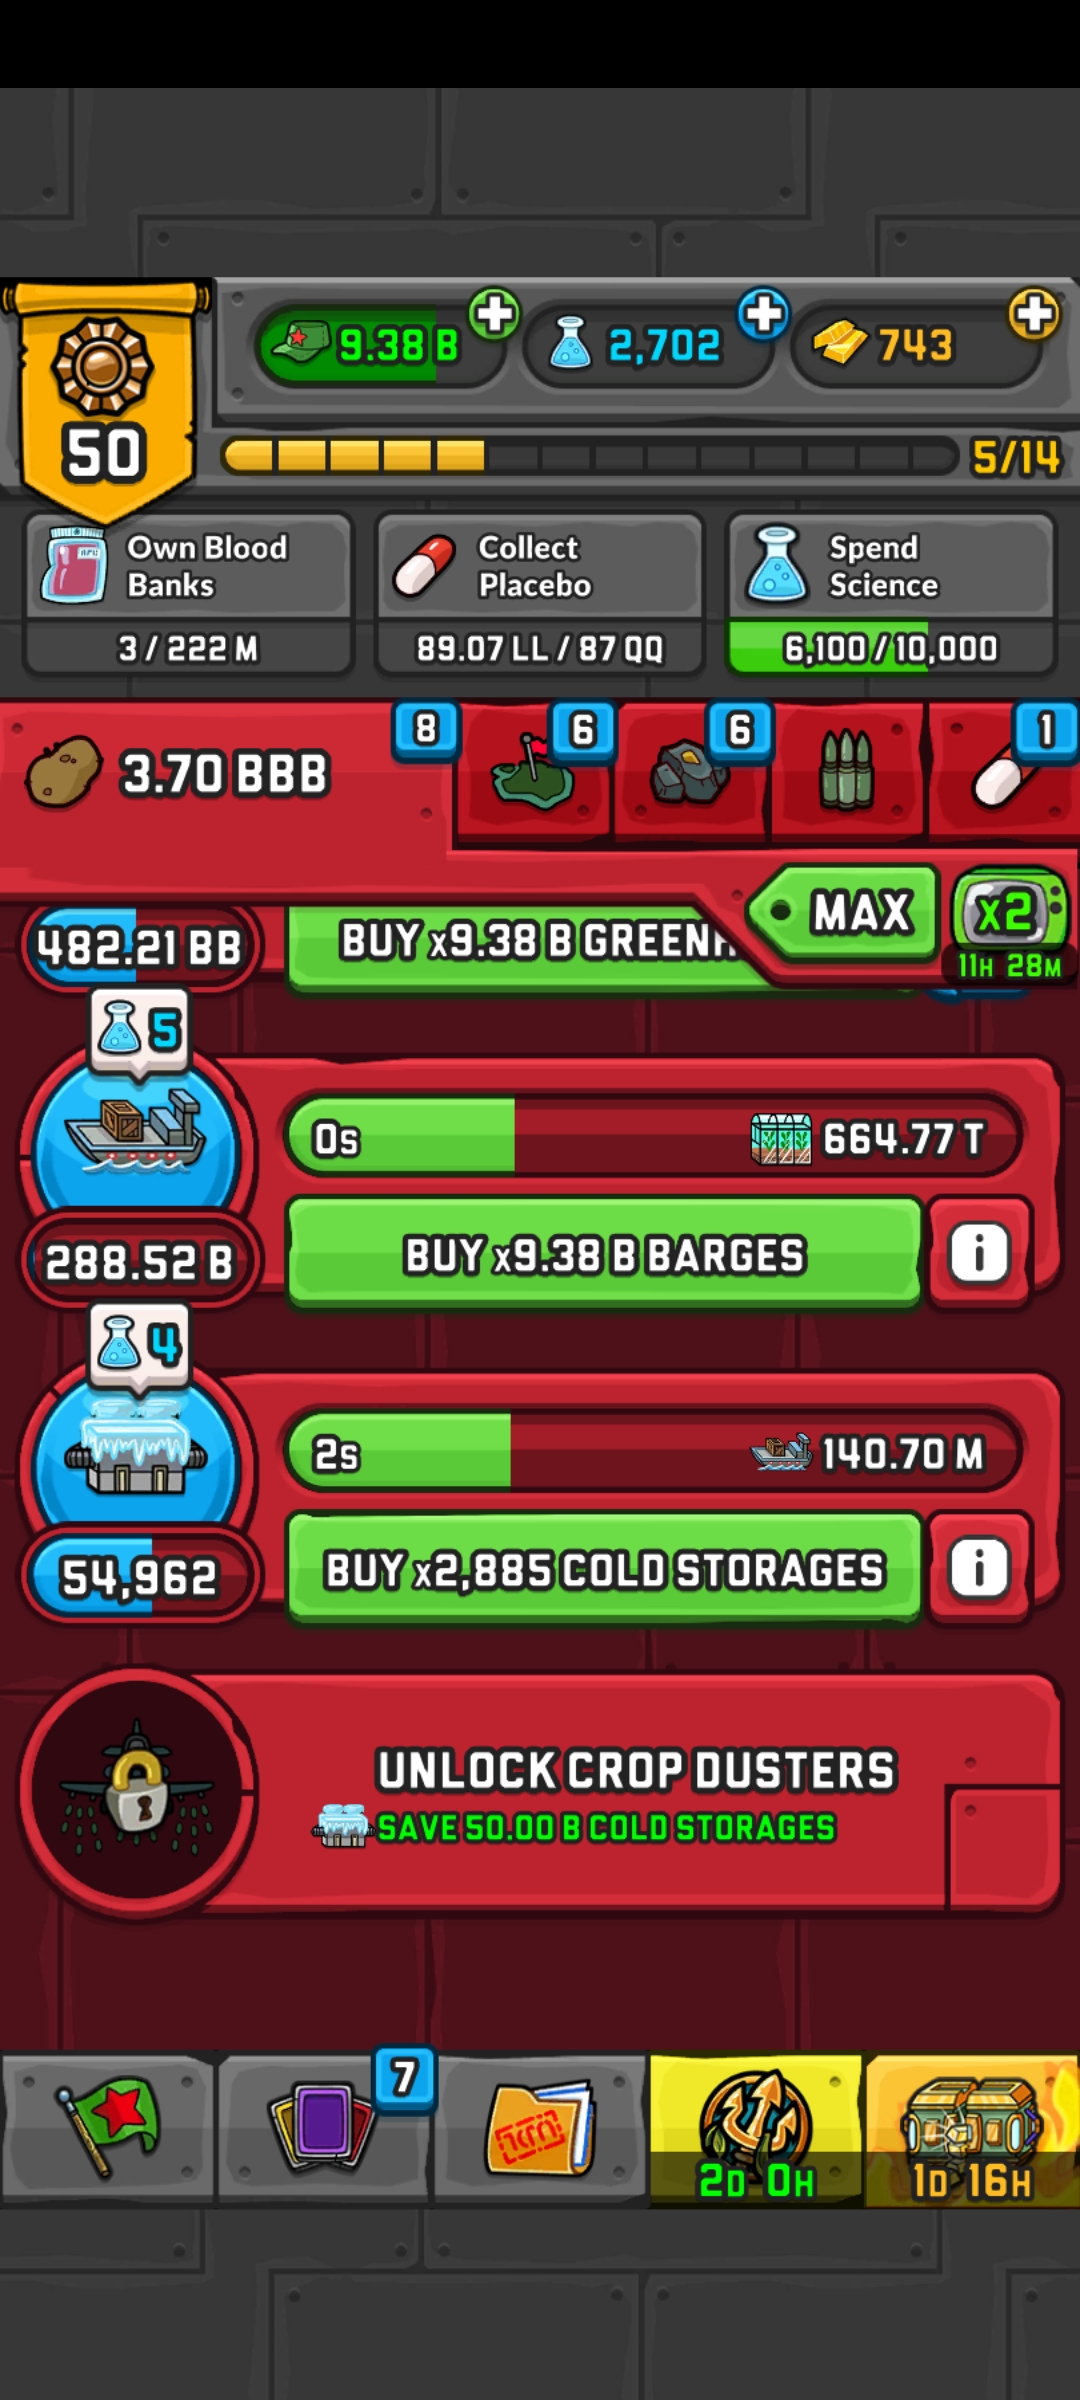 9.38 B
2,702
743
50
5/14
Own Blood
Banks
3 / 222 M
Collect
Placebo
89.07 LL / 87 QQ
Spend
Science
6,100 / 10,000
3.70 BBB
8
6
6
1
MAX
x2
11H 28M
482.21 BB
BUY x9.38 B GREENH
5
0s
664.77 T
288.52 B
BUY x9.38 B BARGES
i
4
2s
140.70 M
54,962
BUY x2,885 COLD STORAGES
i
UNLOCK CROP DUSTERS
SAVE 50.00 B COLD STORAGES
7
2D 0H
1D 16H